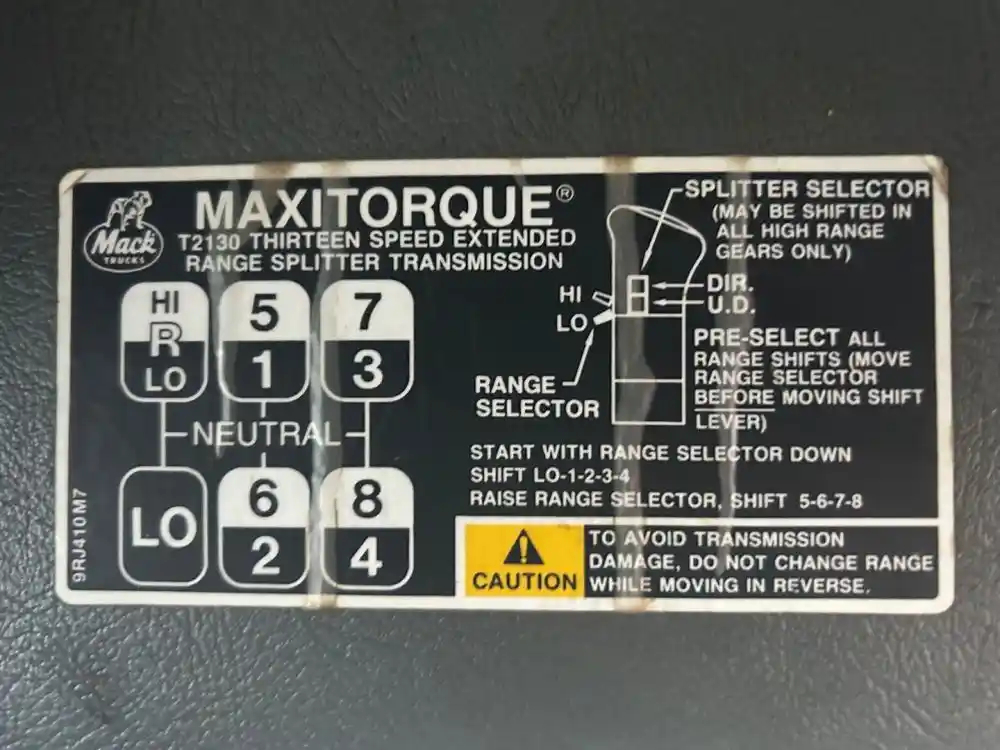 Mack
TRUCKS
MAXITORQUE®
T2130 THIRTEEN SPEED EXTENDED
RANGE SPLITTER TRANSMISSION
HI
R
LO
5
1
7
3
NEUTRAL
LO
6
2
8
4
9RJ410M7
SPLITTER SELECTOR
(MAY BE SHIFTED IN
ALL HIGH RANGE
GEARS ONLY)
HI
LO
DIR.
U.D.
RANGE
SELECTOR
PRE-SELECT ALL
RANGE SHIFTS (MOVE
RANGE SELECTOR
BEFORE MOVING SHIFT
LEVER)
START WITH RANGE SELECTOR DOWN
SHIFT LO-1-2-3-4
RAISE RANGE SELECTOR, SHIFT 5-6-7-8
CAUTION
TO AVOID TRANSMISSION
DAMAGE, DO NOT CHANGE RANGE
WHILE MOVING IN REVERSE.